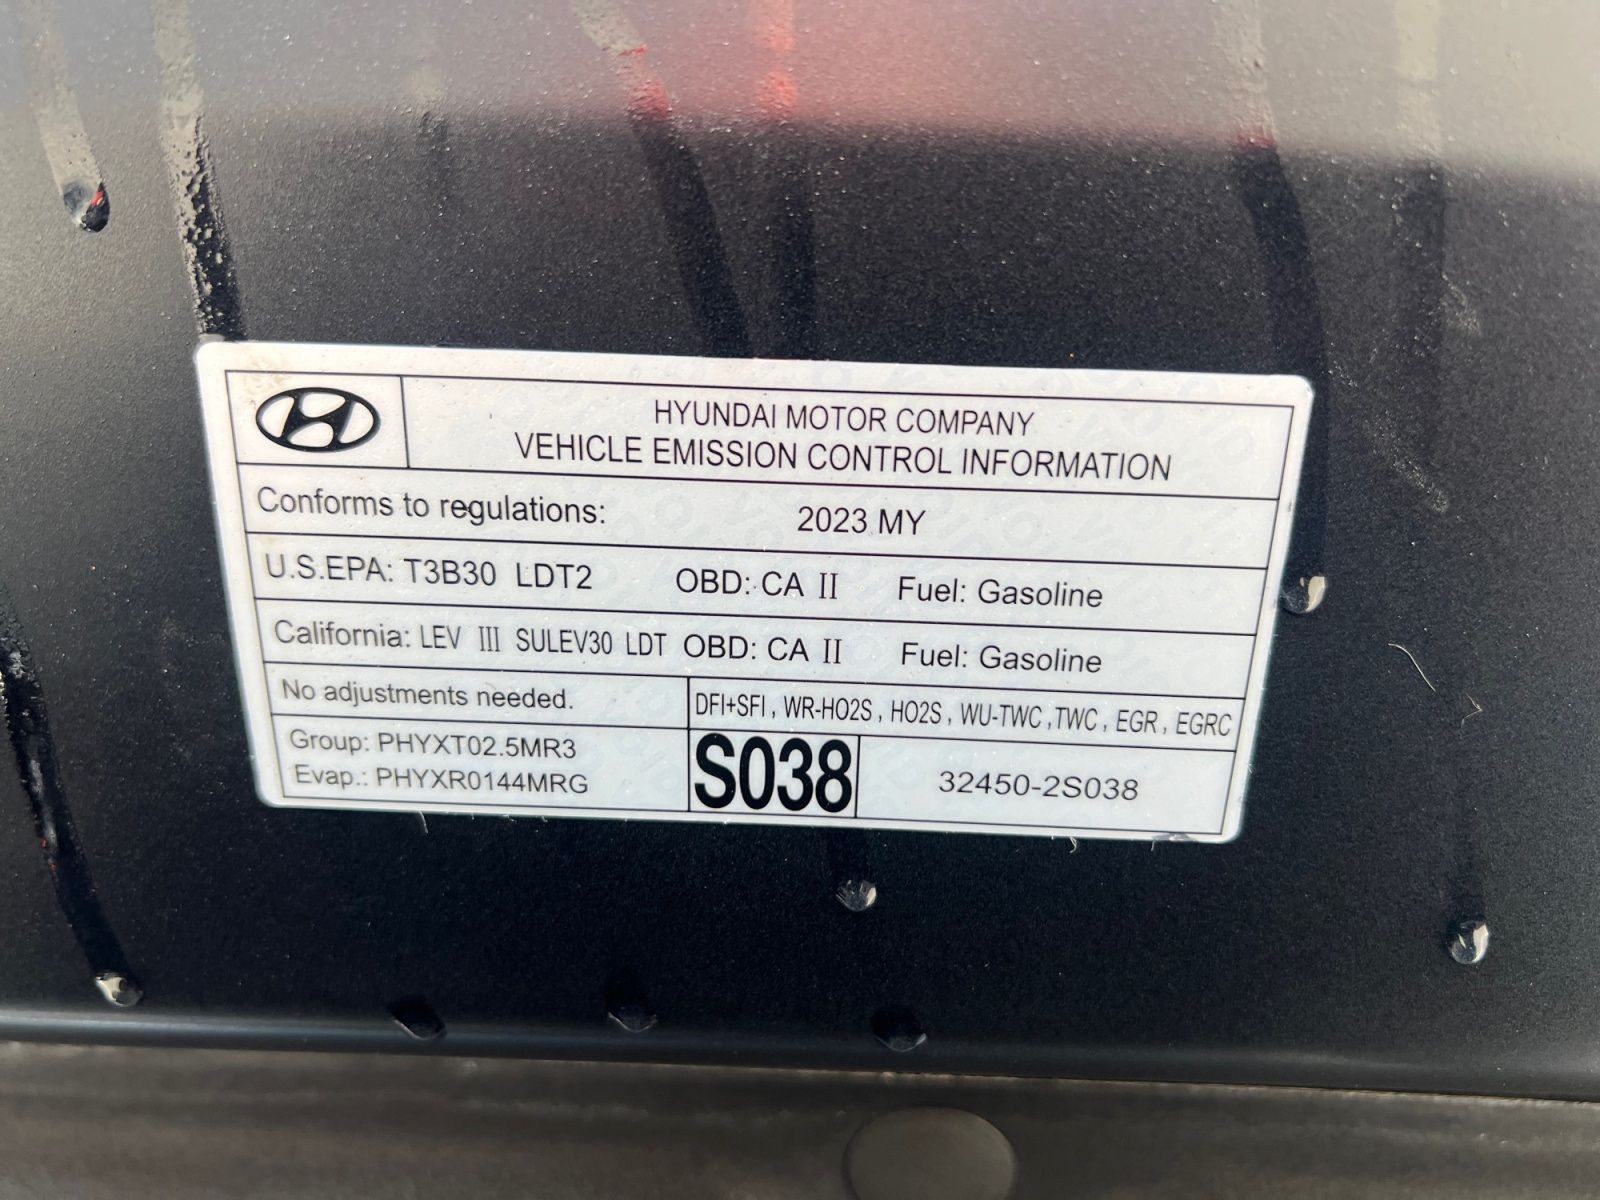 HYUNDAI MOTOR COMPANY
VEHICLE EMISSION CONTROL INFORMATION
Conforms to regulations: 2023 MY
U.S.EPA: T3B30 LDT2 OBD: CA II Fuel: Gasoline
California: LEV III SULEV30 LDT OBD: CA II Fuel: Gasoline
No adjustments needed.
DFI+SFI, WR-HO2S, HO2S, WU-TWC, TWC, EGR, EGRC
Group: PHYXT02.5MR3
Evap.: PHYXR0144MRG
S038
32450-2S038